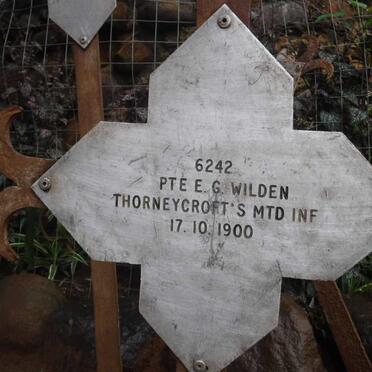 6242
PTE E. G. WILDEN
THORNEYCROFT'S MTD INF
17. 10. 1900